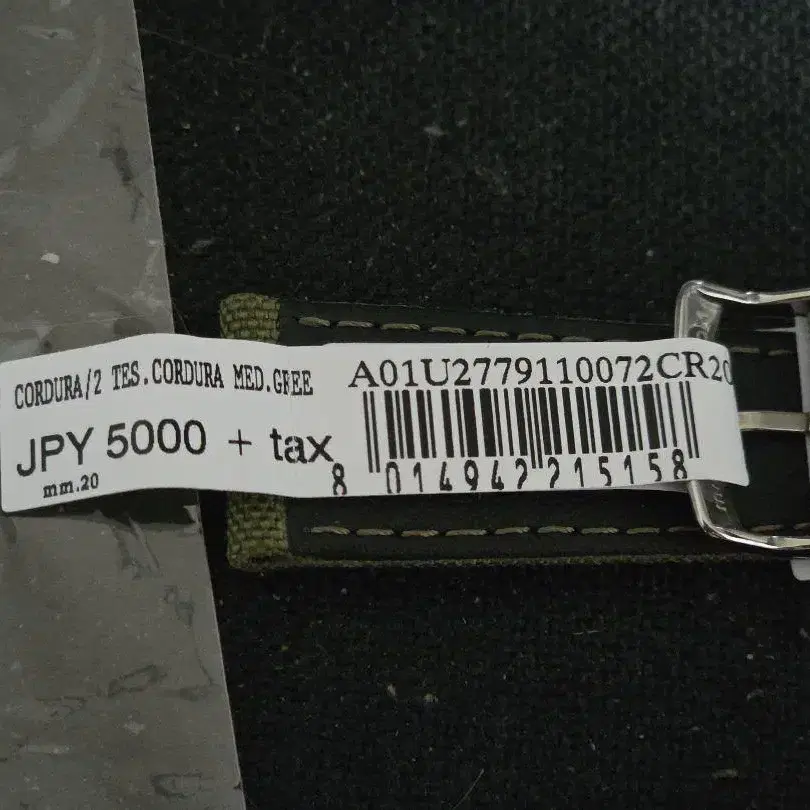 CORDURA/2 TES.CORDURA MED.GREE
JPY 5000 + tax
mm.20
A01U2779110072CR20
8 014942 215158